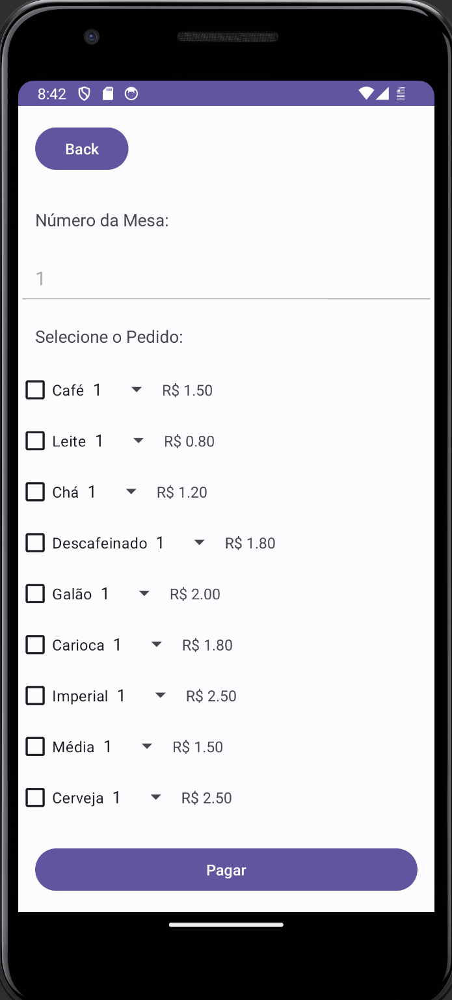 8:42
Back
Número da Mesa:
1
Selecione o Pedido:
Café 1 R$ 1.50
Leite 1 R$ 0.80
Chá 1 R$ 1.20
Descafeinado 1 R$ 1.80
Galão 1 R$ 2.00
Carioca 1 R$ 1.80
Imperial 1 R$ 2.50
Média 1 R$ 1.50
Cerveja 1 R$ 2.50
Pagar